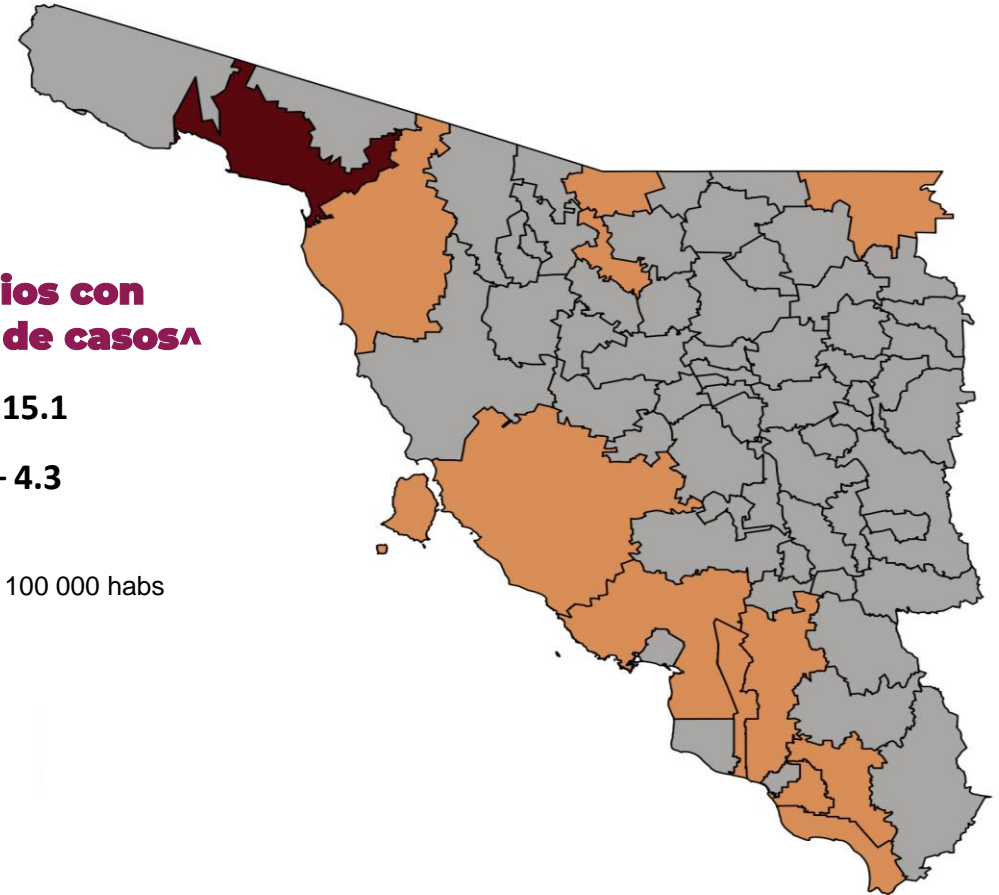 ios con
de casos^
15.1
- 4.3
100 000 habs